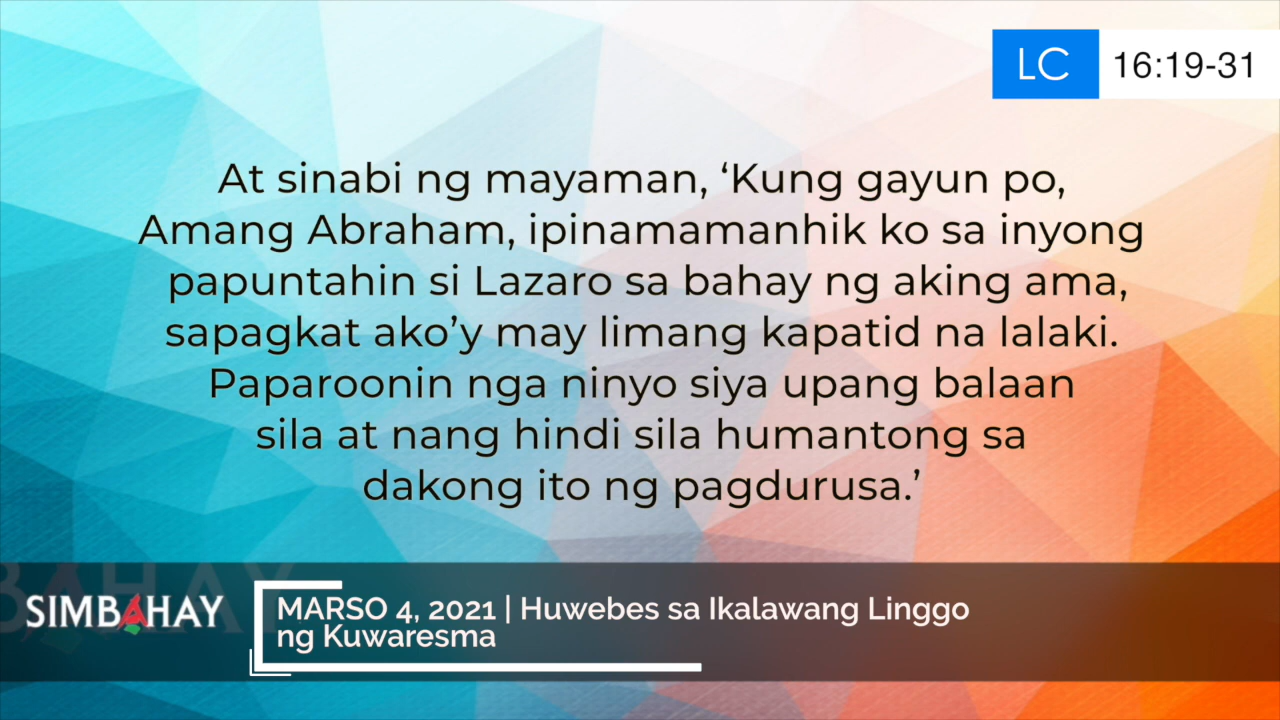 LC 16:19-31
At sinabi ng mayaman, ‘Kung gayun po,
Amang Abraham, ipinamamanhik ko sa inyong
papuntahin si Lazaro sa bahay ng aking ama,
sapagkat ako’y may limang kapatid na lalaki.
Paparoonin nga ninyo siya upang balaan
sila at nang hindi sila humantong sa
dakong ito ng pagdurusa.’
SIMBAHAY
MARSO 4, 2021 | Huwebes sa Ikalawang Linggo
ng Kuwaresma